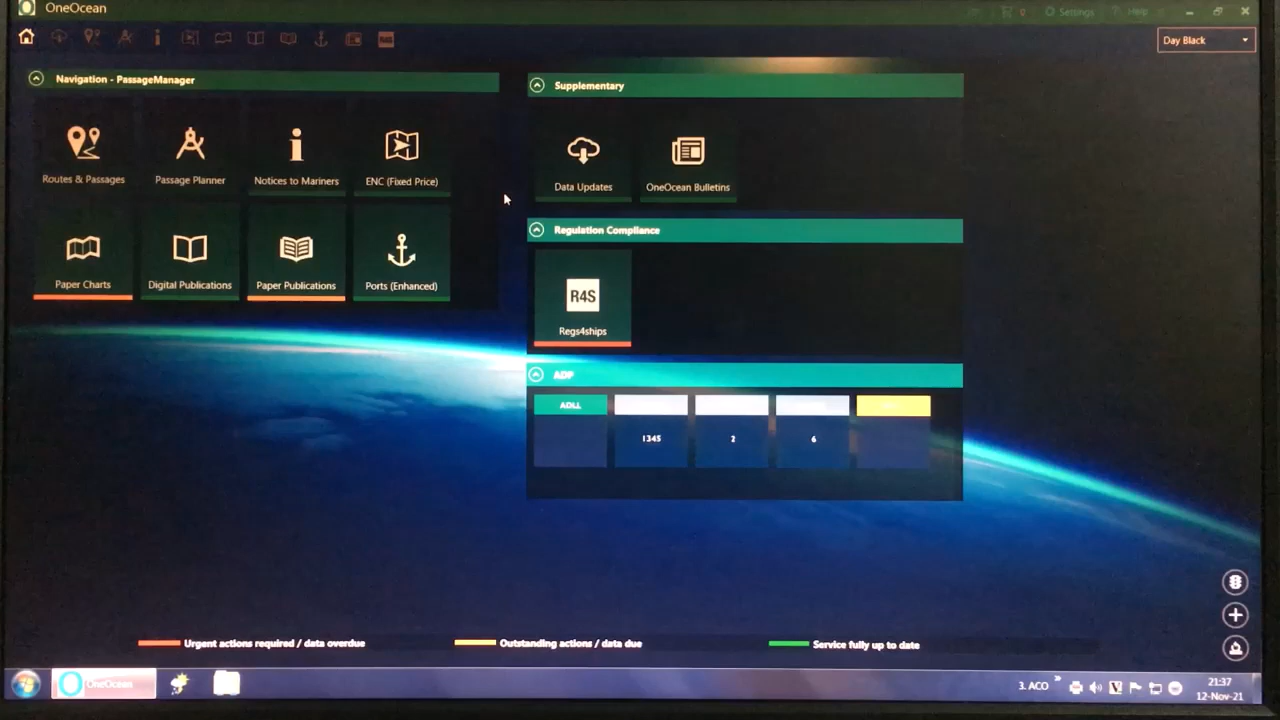 OneOcean
0
Settings
? Help
Day Black
Navigation - PassageManager
Routes & Passages
Passage Planner
Notices to Mariners
ENC (Fixed Price)
Paper Charts
Digital Publications
Paper Publications
Ports (Enhanced)
Supplementary
Data Updates
OneOcean Bulletins
Regulation Compliance
R4S
Regs4ships
ADP
ADLL
1345
2
6
Urgent actions required / data overdue
Outstanding actions / data due
Service fully up to date
OneOcean
3. ACO
21:37
12-Nov-21